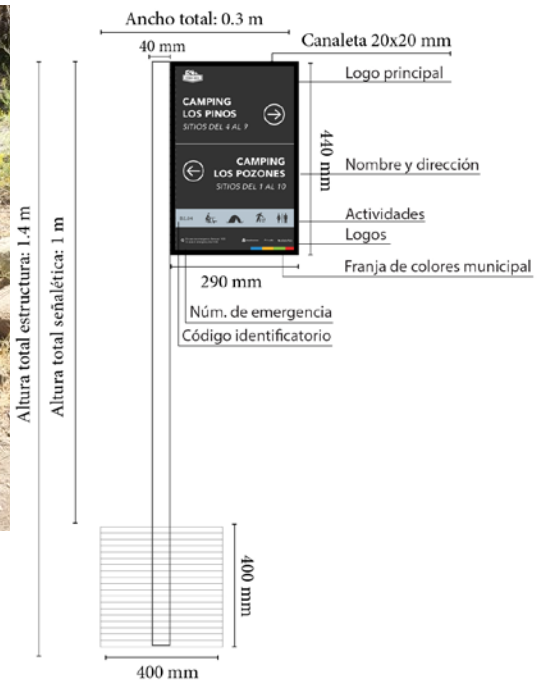 Ancho total: 0.3 m
40 mm
Canaleta 20x20 mm
Logo principal
CAMPING
LOS PINOS
SITIOS DEL 4 AL 7
440 mm
CAMPING
LOS POZONES
SITIOS DEL 1 AL 10
Nombre y dirección
Actividades
Logos
Franja de colores municipal
290 mm
Núm. de emergencia
Código identificatorio
Altura total estructura: 1.4 m
Altura total señalética: 1 m
400 mm
400 mm